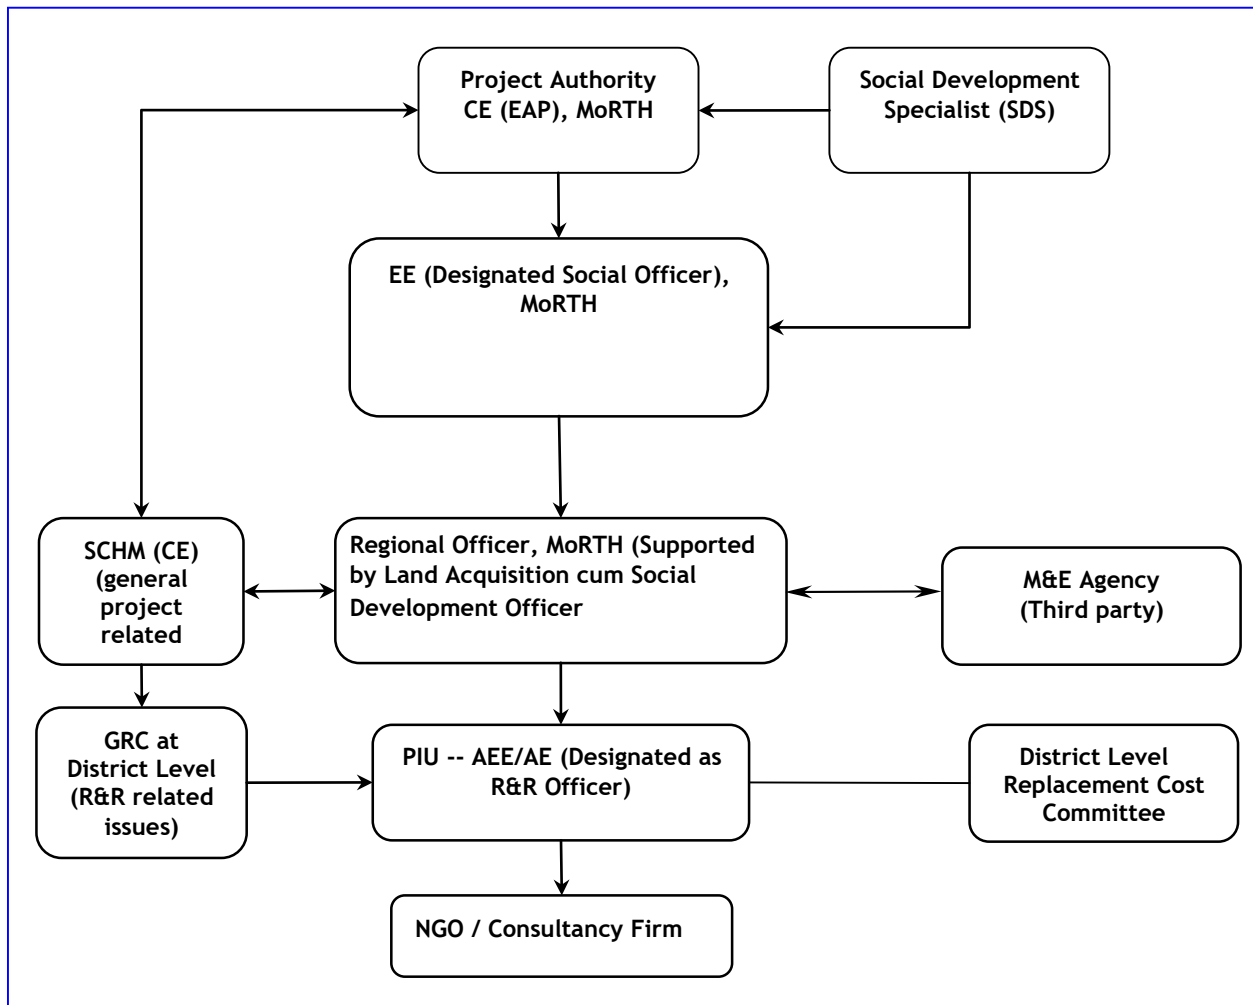 Project Authority
CE (EAP), MoRTH
Social Development
Specialist (SDS)
EE (Designated Social Officer),
MoRTH
SCHM (CE)
(general
project
related
Regional Officer, MoRTH (Supported
by Land Acquisition cum Social
Development Officer
M&E Agency
(Third party)
GRC at
District Level
(R&R related
issues)
PIU -- AEE/AE (Designated as
R&R Officer)
District Level
Replacement Cost
Committee
NGO / Consultancy Firm